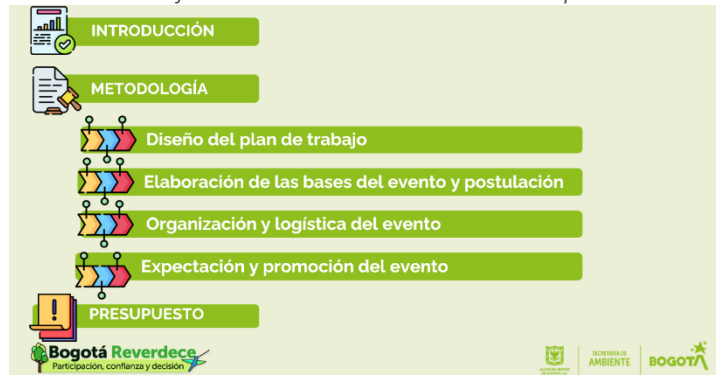 INTRODUCCIÓN
METODOLOGÍA
Diseño del plan de trabajo
Elaboración de las bases del evento y postulación
Organización y logística del evento
Expectación y promoción del evento
PRESUPUESTO
Bogotá Reverdece
Participación, confianza y decisión
SECRETARÍA DE
AMBIENTE
BOGOTÁ